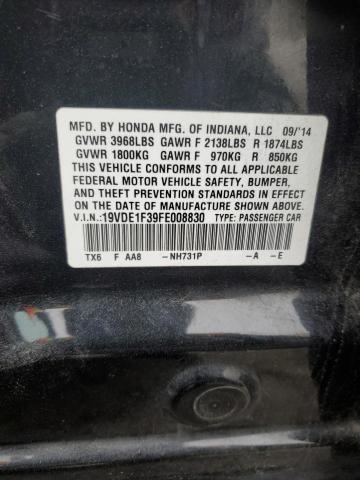 MFD. BY HONDA MFG. OF INDIANA, LLC 09/'14
GVWR 3968LBS GAWR F 2138LBS R 1874LBS
GVWR 1800KG GAWR F 970KG R 850KG
THIS VEHICLE CONFORMS TO ALL APPLICABLE
FEDERAL MOTOR VEHICLE SAFETY, BUMPER,
AND THEFT PREVENTION STANDARDS IN EFFECT
ON THE DATE OF MANUFACTURE SHOWN ABOVE.
V.I.N.:19VDE1F39FE008830 TYPE: PASSENGER CAR
TX6 F AA8 -NH731P -A -E